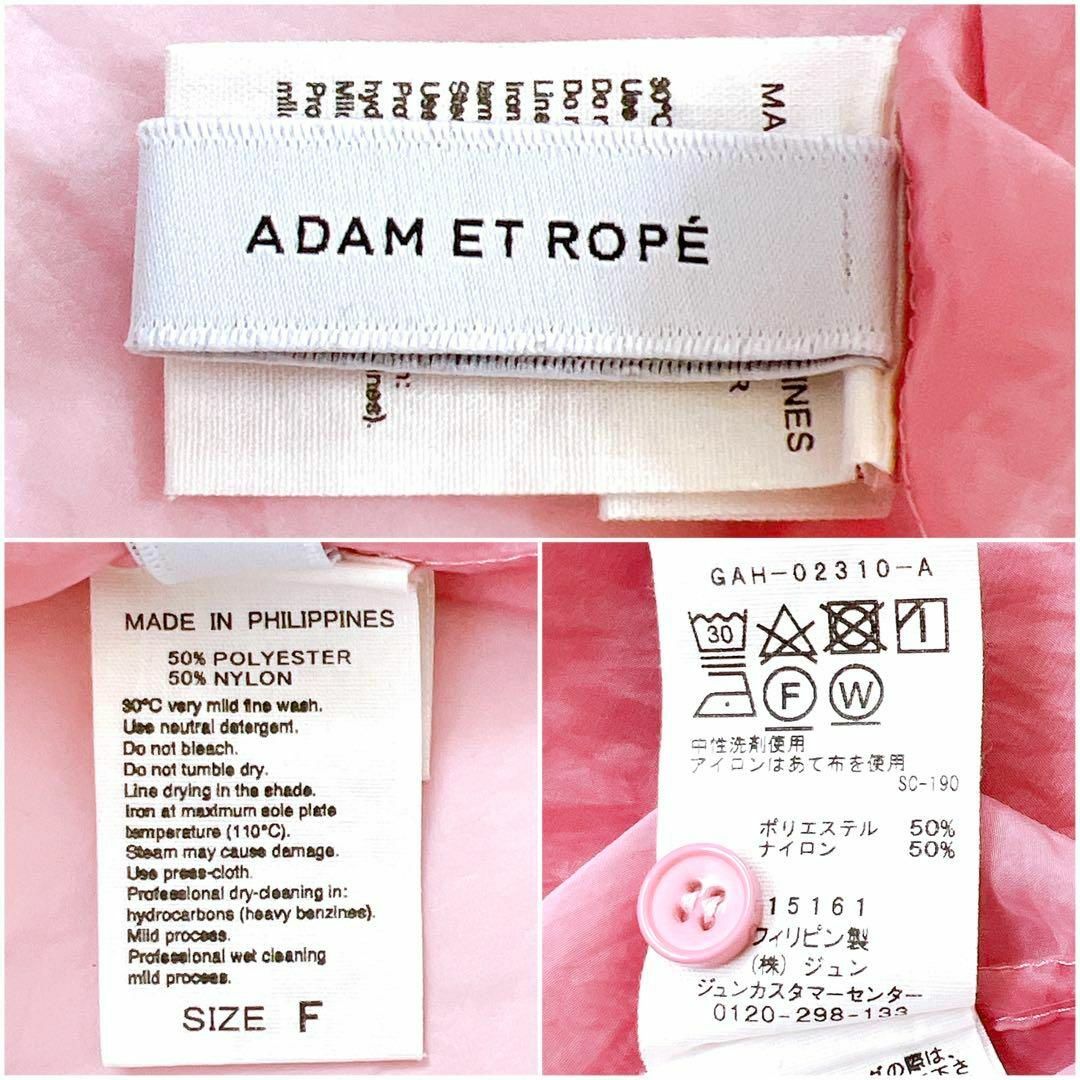 ADAM ET ROPÉ
MADE IN PHILIPPINES
50% POLYESTER
50% NYLON
30°C very mild fine wash.
Use neutral detergent.
Do not bleach.
Do not tumble dry.
Line drying in the shade.
Iron at maximum sole plate
temperature (110°C).
Steam may cause damage.
Use press-cloth.
Professional dry-cleaning in:
hydrocarbons (heavy benzines).
Mild process.
Professional wet cleaning
mild process.
SIZE F
GAH-02310-A
30
F W
中性洗剤使用
アイロンはあて布を使用
SC-190
ポリエステル 50%
ナイロン 50%
15161
フィリピン製
(株) ジュン
ジュンカスタマーセンター
0120-298-133